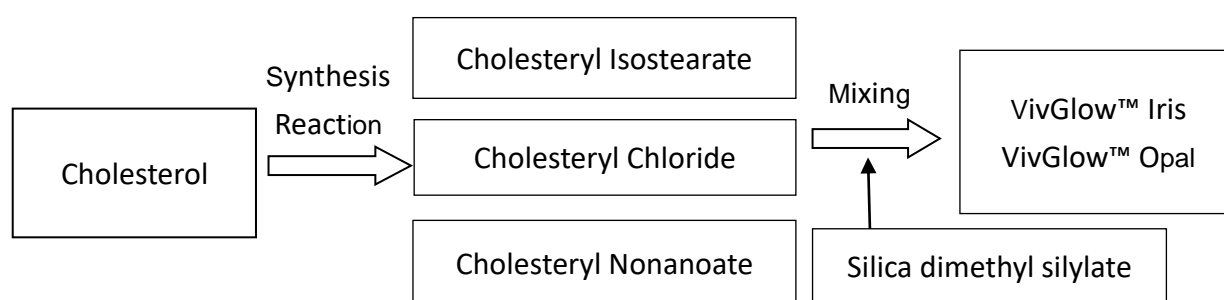 Cholesterol
Synthesis
Reaction
Cholesteryl Isostearate
Cholesteryl Chloride
Cholesteryl Nonanoate
Mixing
Silica dimethyl silylate
VivGlow™ Iris
VivGlow™ Opal